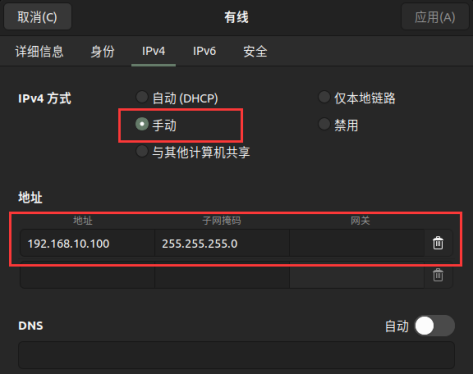 取消(C) 有线 应用(A)
详细信息 身份 IPv4 IPv6 安全
IPv4 方式 自动 (DHCP) 仅本地链路
手动 禁用
与其他计算机共享
地址
地址 子网掩码 网关
192.168.10.100 255.255.255.0
DNS 自动